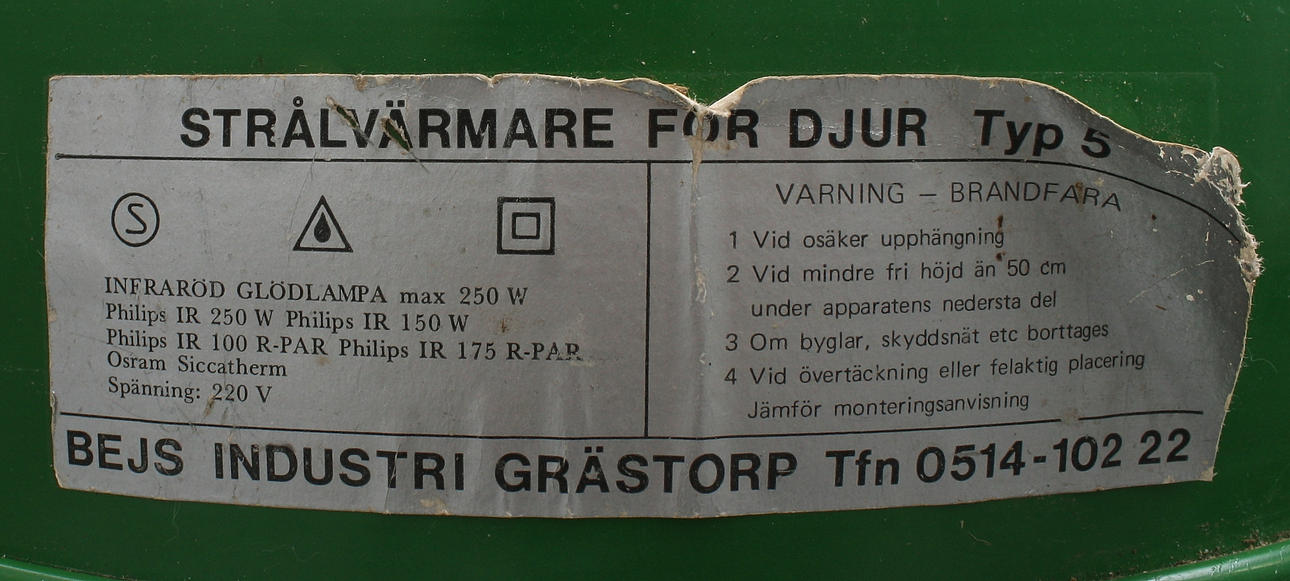 STRÅLVÄRMARE FÖR DJUR Typ 5
S
INFRARÖD GLÖDLAMPA max 250 W
Philips IR 250 W Philips IR 150 W
Philips IR 100 R-PAR Philips IR 175 R-PAR
Osram Siccatherm
Spänning: 220 V
VARNING – BRANDFARA
1 Vid osäker upphängning
2 Vid mindre fri höjd än 50 cm
under apparatens nedersta del
3 Om byglar, skyddsnät etc borttages
4 Vid övertäckning eller felaktig placering
Jämför monteringsanvisning
BEJS INDUSTRI GRÄSTORP Tfn 0514-102 22